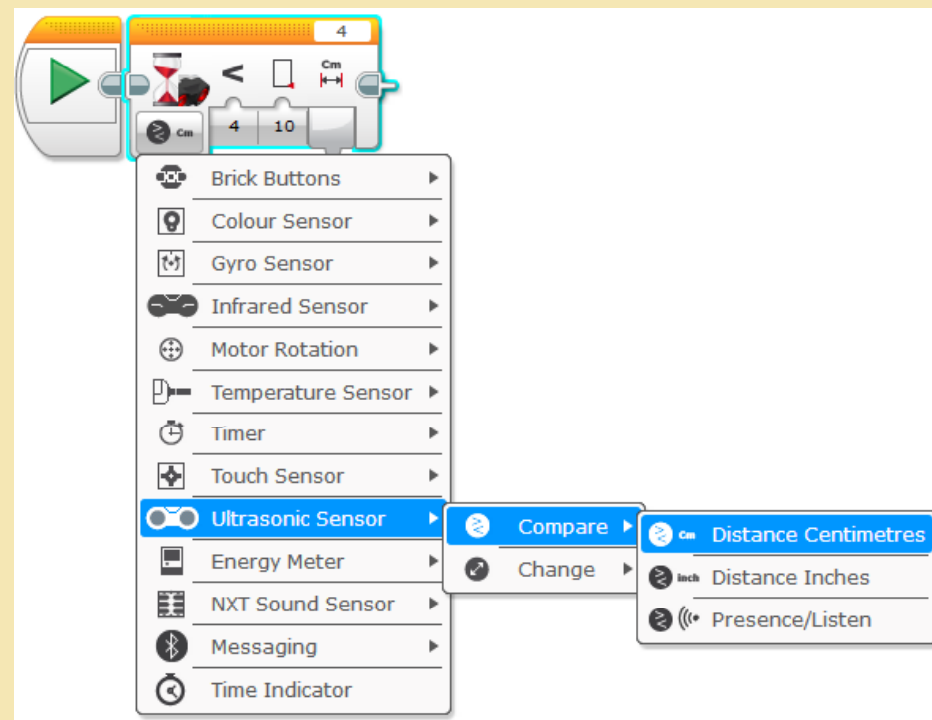 4
< Cm
Cm 4 10
Brick Buttons
Colour Sensor
Gyro Sensor
Infrared Sensor
Motor Rotation
Temperature Sensor
Timer
Touch Sensor
Ultrasonic Sensor
Energy Meter
NXT Sound Sensor
Messaging
Time Indicator
Compare
Change
Cm Distance Centimetres
inch Distance Inches
Presence/Listen